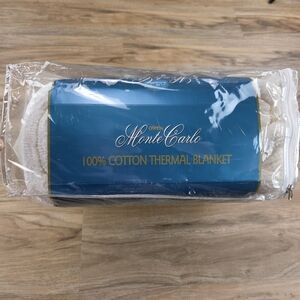 Monte Carlo
100% COTTON THERMAL BLANKET